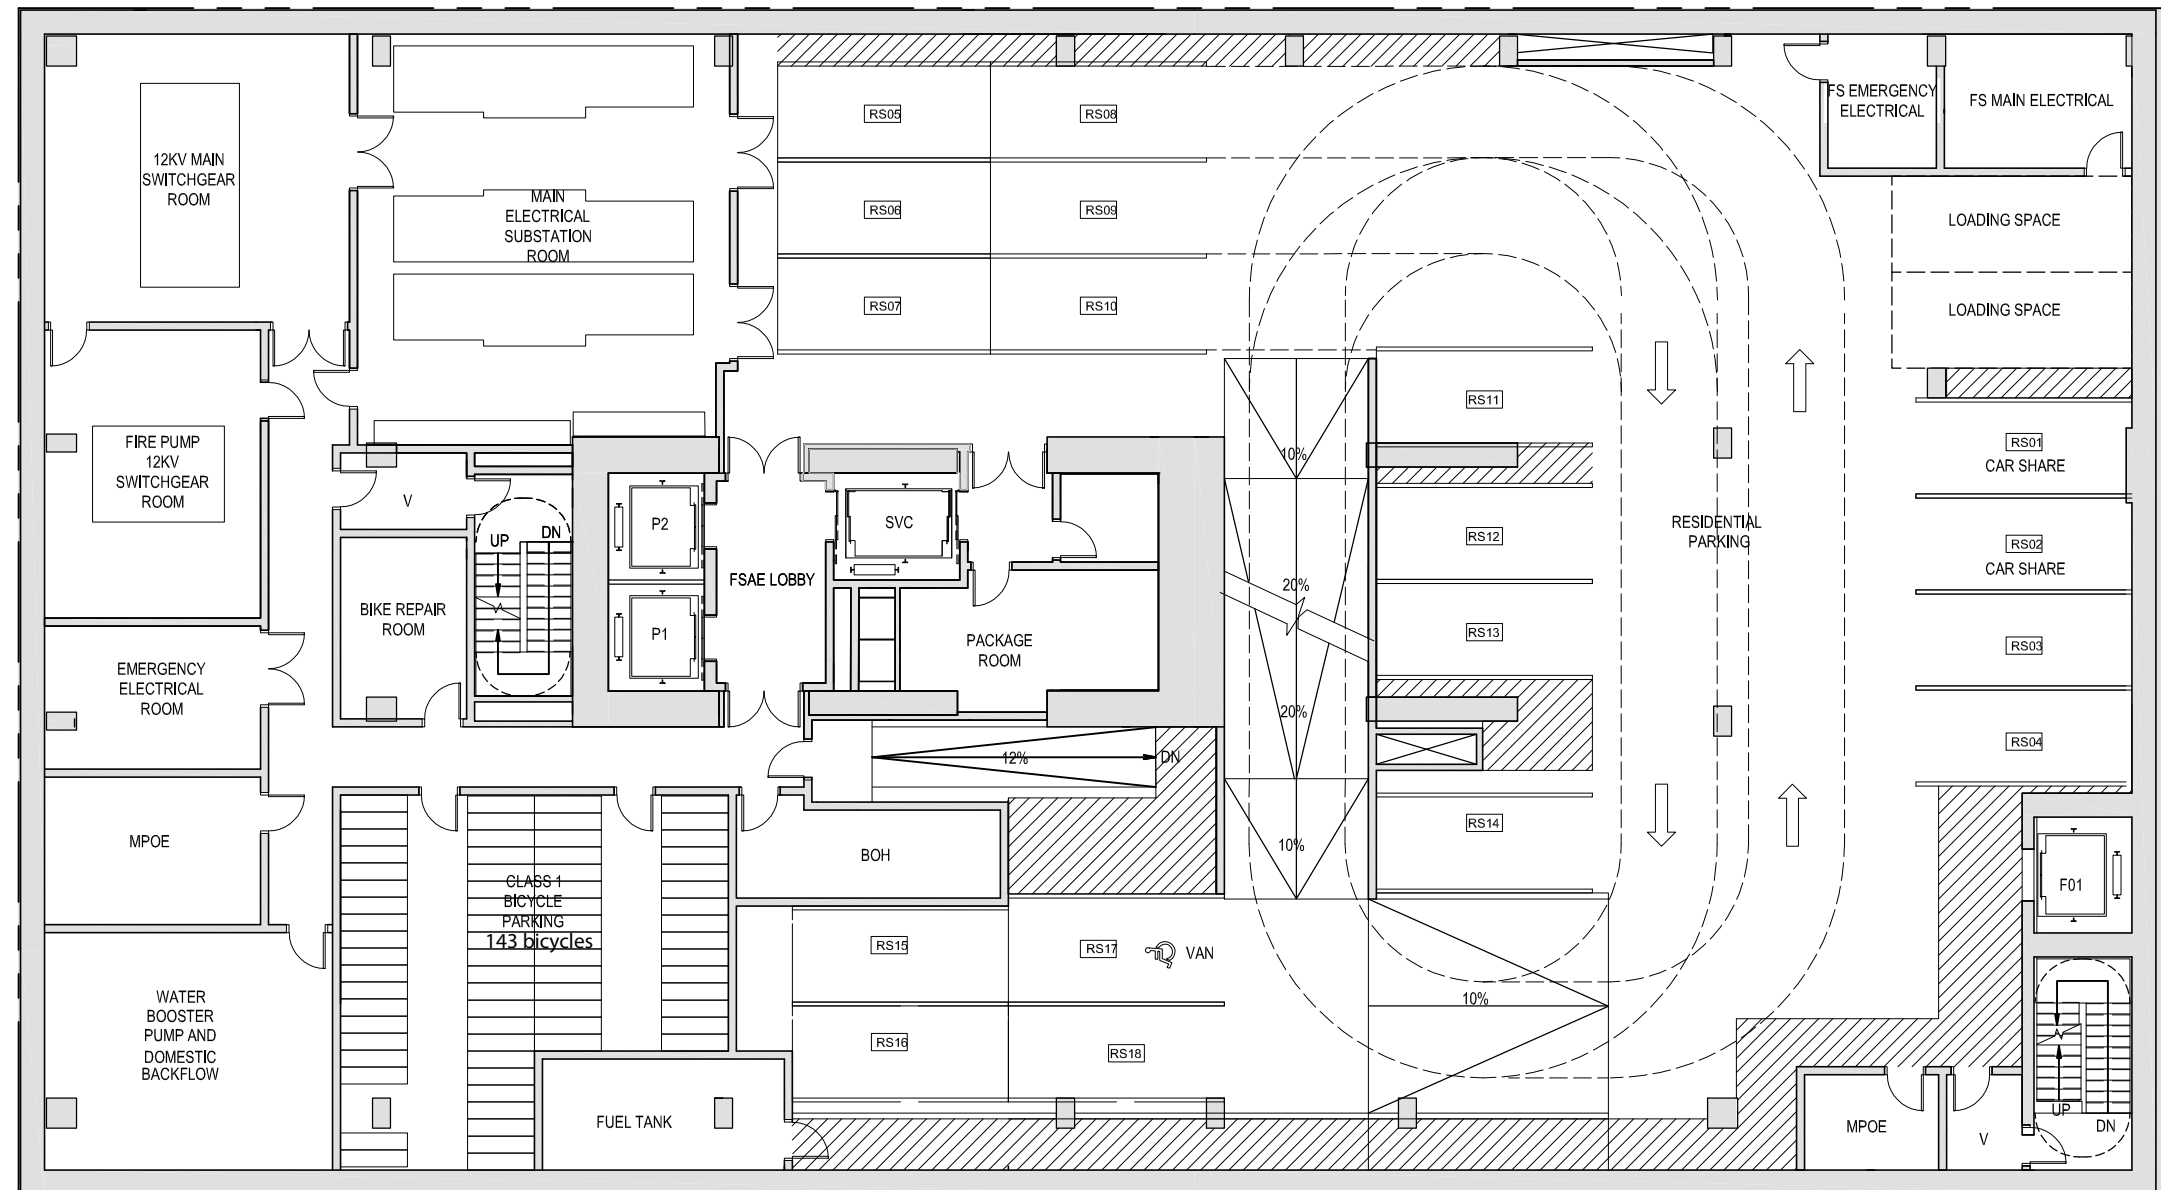 12KV MAIN
SWITCHGEAR
ROOM
MAIN
ELECTRICAL
SUBSTATION
ROOM
RS05
RS08
RS06
RS09
RS07
RS10
FS EMERGENCY
ELECTRICAL
FS MAIN ELECTRICAL
LOADING SPACE
LOADING SPACE
FIRE PUMP
12KV
SWITCHGEAR
ROOM
V
UP
DN
P2
P1
FSAE LOBBY
SVC
PACKAGE
ROOM
BIKE REPAIR
ROOM
EMERGENCY
ELECTRICAL
ROOM
10%
20%
20%
10%
RS11
RS12
RS13
RS14
RESIDENTIAL
PARKING
RS01
CAR SHARE
RS02
CAR SHARE
RS03
RS04
12%
DN
MPOE
CLASS 1
BICYCLE
PARKING
143 bicycles
BOH
F01
WATER
BOOSTER
PUMP AND
DOMESTIC
BACKFLOW
RS15
RS17
VAN
RS16
RS18
10%
FUEL TANK
MPOE
V
UP
DN